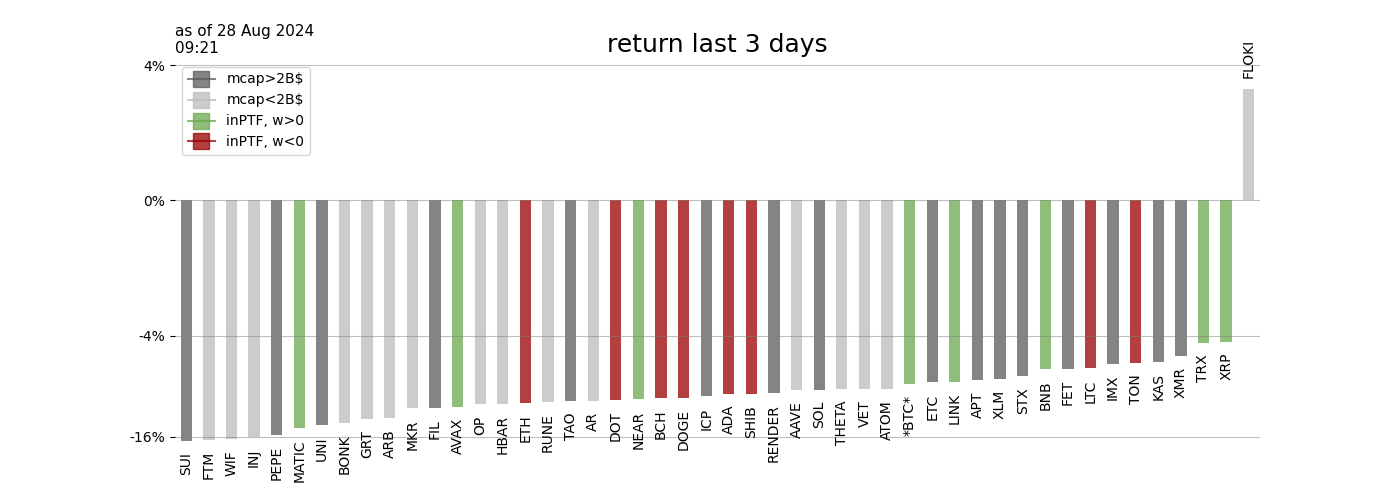 as of 28 Aug 2024
09:21
return last 3 days
4%
0%
-4%
-16%
mcap>2B$
mcap<2B$
inPTF, w>0
inPTF, w<0
SUI
FTM
WIF
INJ
PEPE
MATIC
UNI
BONK
GRT
ARB
MKR
FIL
AVAX
OP
HBAR
ETH
RUNE
TAO
AR
DOT
NEAR
BCH
DOGE
ICP
ADA
SHIB
RENDER
AAVE
SOL
THETA
VET
ATOM
*BTC*
ETC
LINK
APT
XLM
STX
BNB
FET
LTC
IMX
TON
KAS
XMR
TRX
XRP
FLOKI